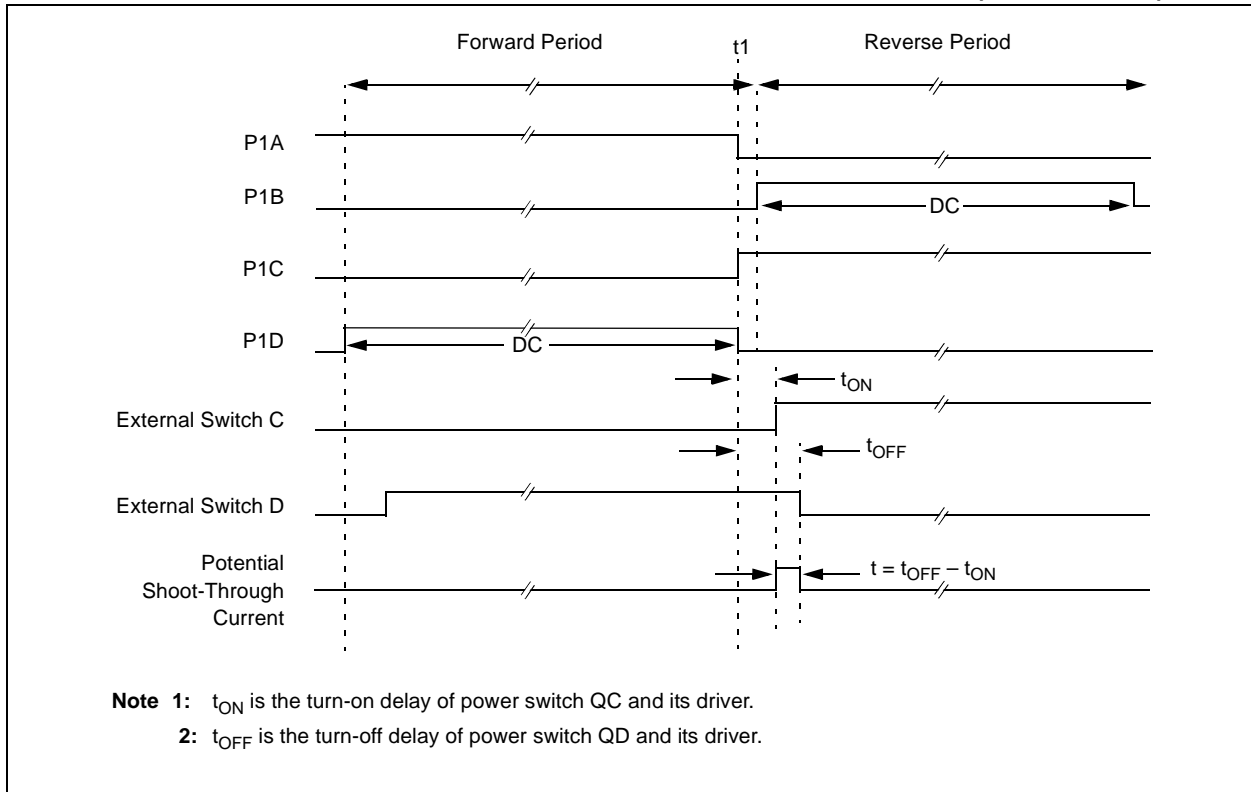 Forward Period
t1
Reverse Period
P1A
P1B
DC
P1C
P1D
DC
tON
External Switch C
tOFF
External Switch D
Potential
Shoot-Through
Current
t = tOFF – tON
Note 1: tON is the turn-on delay of power switch QC and its driver.
2: tOFF is the turn-off delay of power switch QD and its driver.